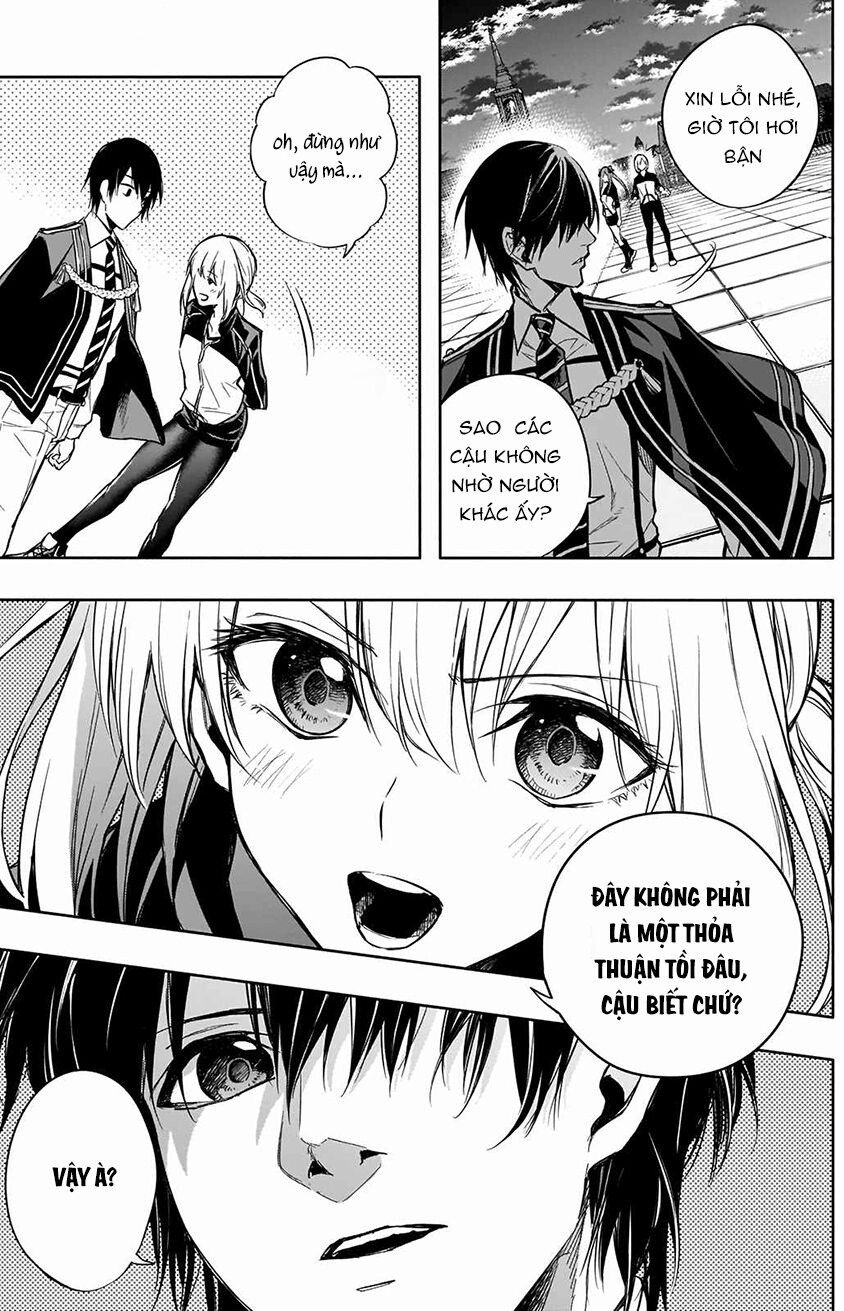 XIN LỖI NHÉ,
GIỜ TÔI HƠI
BẬN
SAO CÁC
CẬU KHÔNG
NHỜ NGƯỜI
KHÁC ẤY?
oh, đừng như
vậy mà...
ĐÂY KHÔNG PHẢI
LÀ MỘT THỎA
THUẬN TỒI ĐÂU,
CẬU BIẾT CHỨ?
VẬY À?